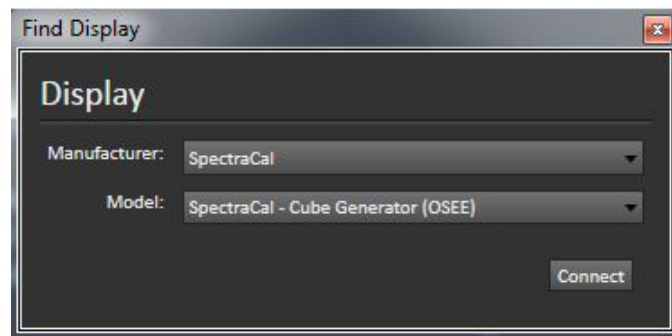 Find Display
Display
Manufacturer: SpectraCal
Model: SpectraCal - Cube Generator (OSEE)
Connect